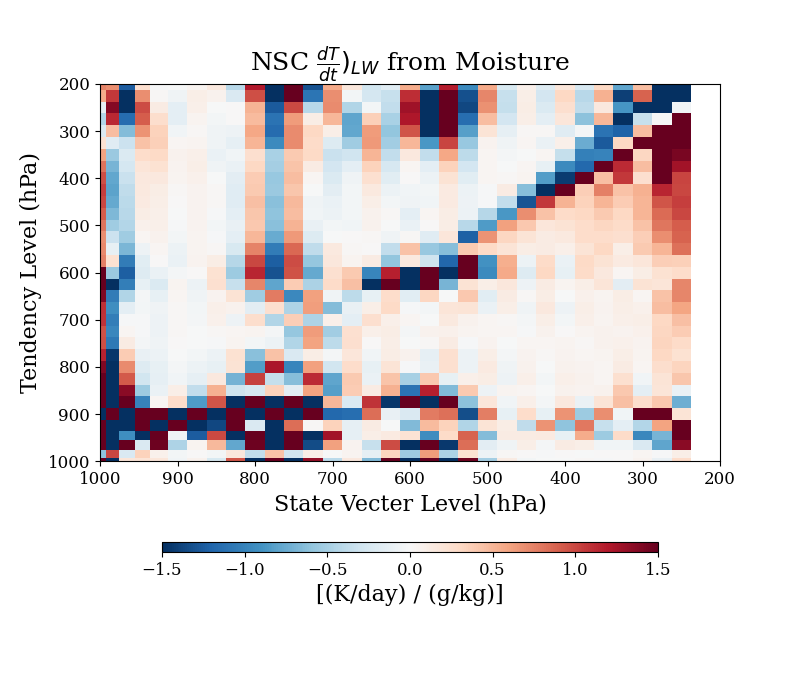 NSC $\frac{dT}{dt})_{LW}$ from Moisture
Tendency Level (hPa)
200
300
400
500
600
700
800
900
1000
1000 900 800 700 600 500 400 300 200
State Vecter Level (hPa)
−1.5 −1.0 −0.5 0.0 0.5 1.0 1.5
[(K/day) / (g/kg)]